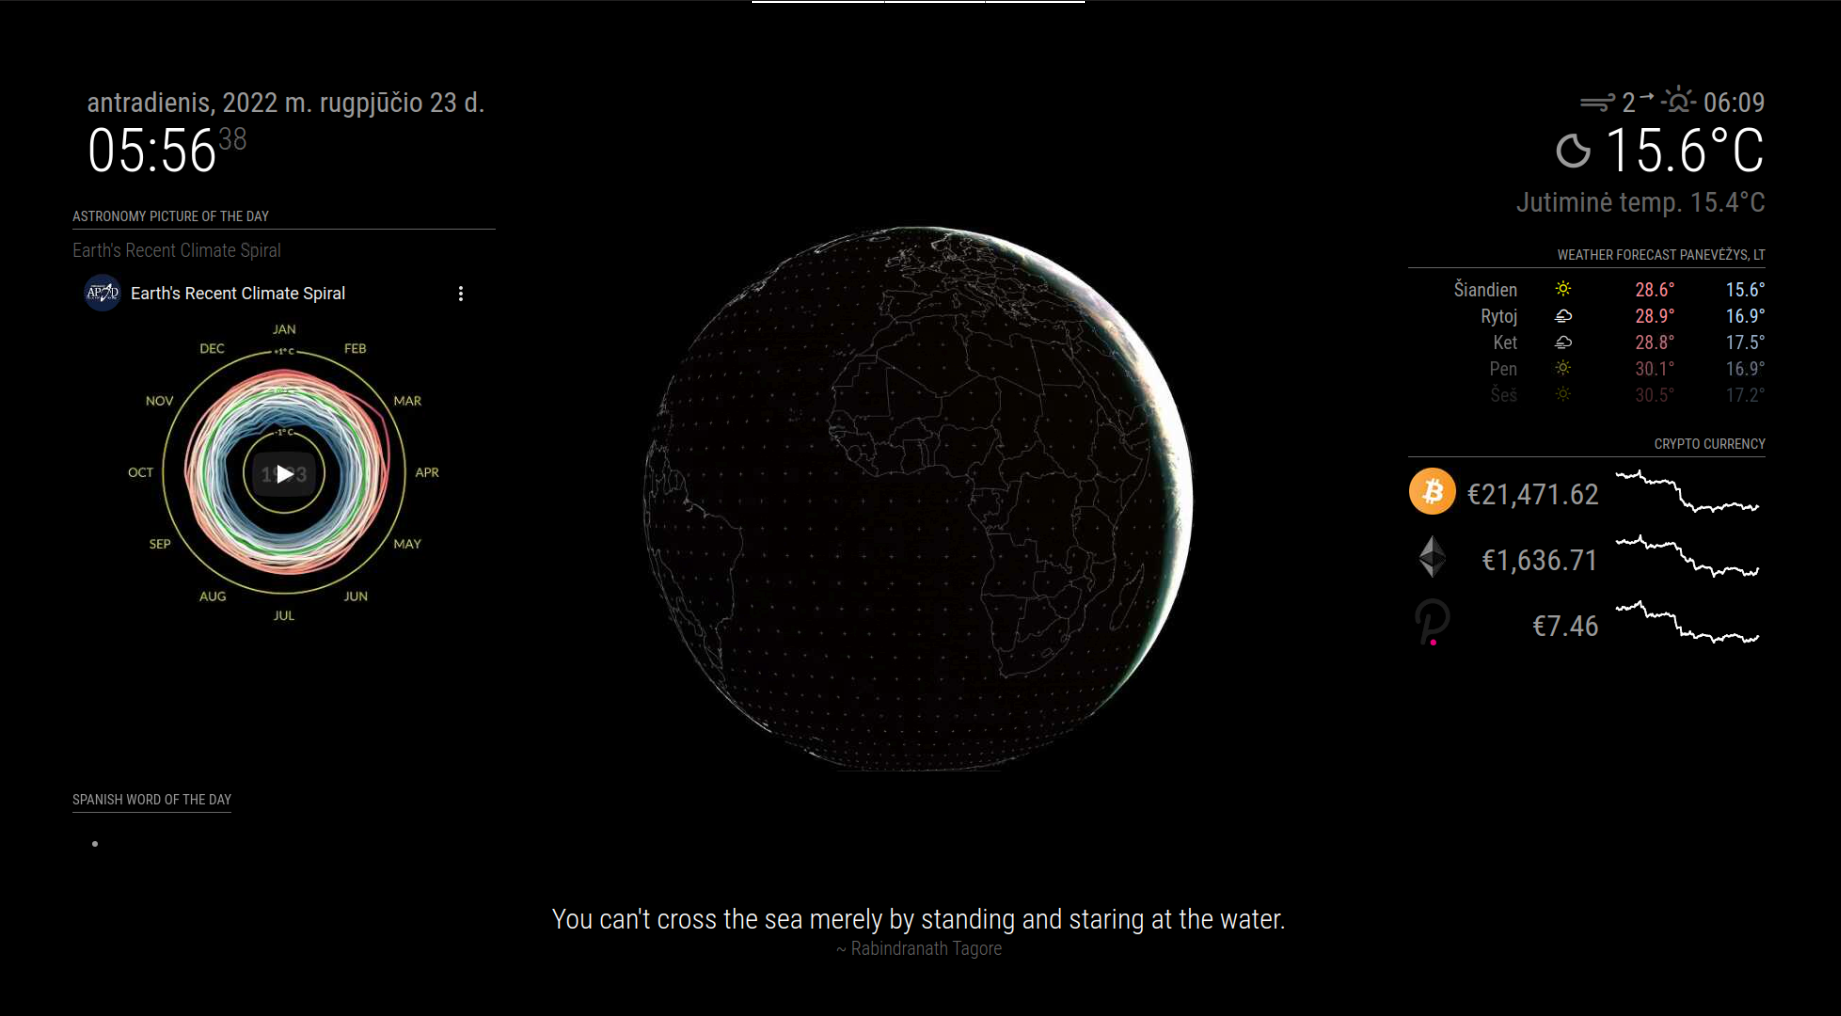 antradienis, 2022 m. rugpjūčio 23 d.
05:56 38
ASTRONOMY PICTURE OF THE DAY
Earth's Recent Climate Spiral
APOD Earth's Recent Climate Spiral
JAN
DEC FEB
+1° C
NOV MAR
-1° C
OCT APR
SEP MAY
AUG JUN
JUL
SPANISH WORD OF THE DAY
2 06:09
15.6°C
Jutiminė temp. 15.4°C
WEATHER FORECAST PANEVĖŽYS, LT
Šiandien 28.6° 15.6°
Rytoj 28.9° 16.9°
Ket 28.8° 17.5°
Pen 30.1° 16.9°
Šeš 30.5° 17.2°
CRYPTO CURRENCY
€21,471.62
€1,636.71
€7.46
You can't cross the sea merely by standing and staring at the water.
~ Rabindranath Tagore